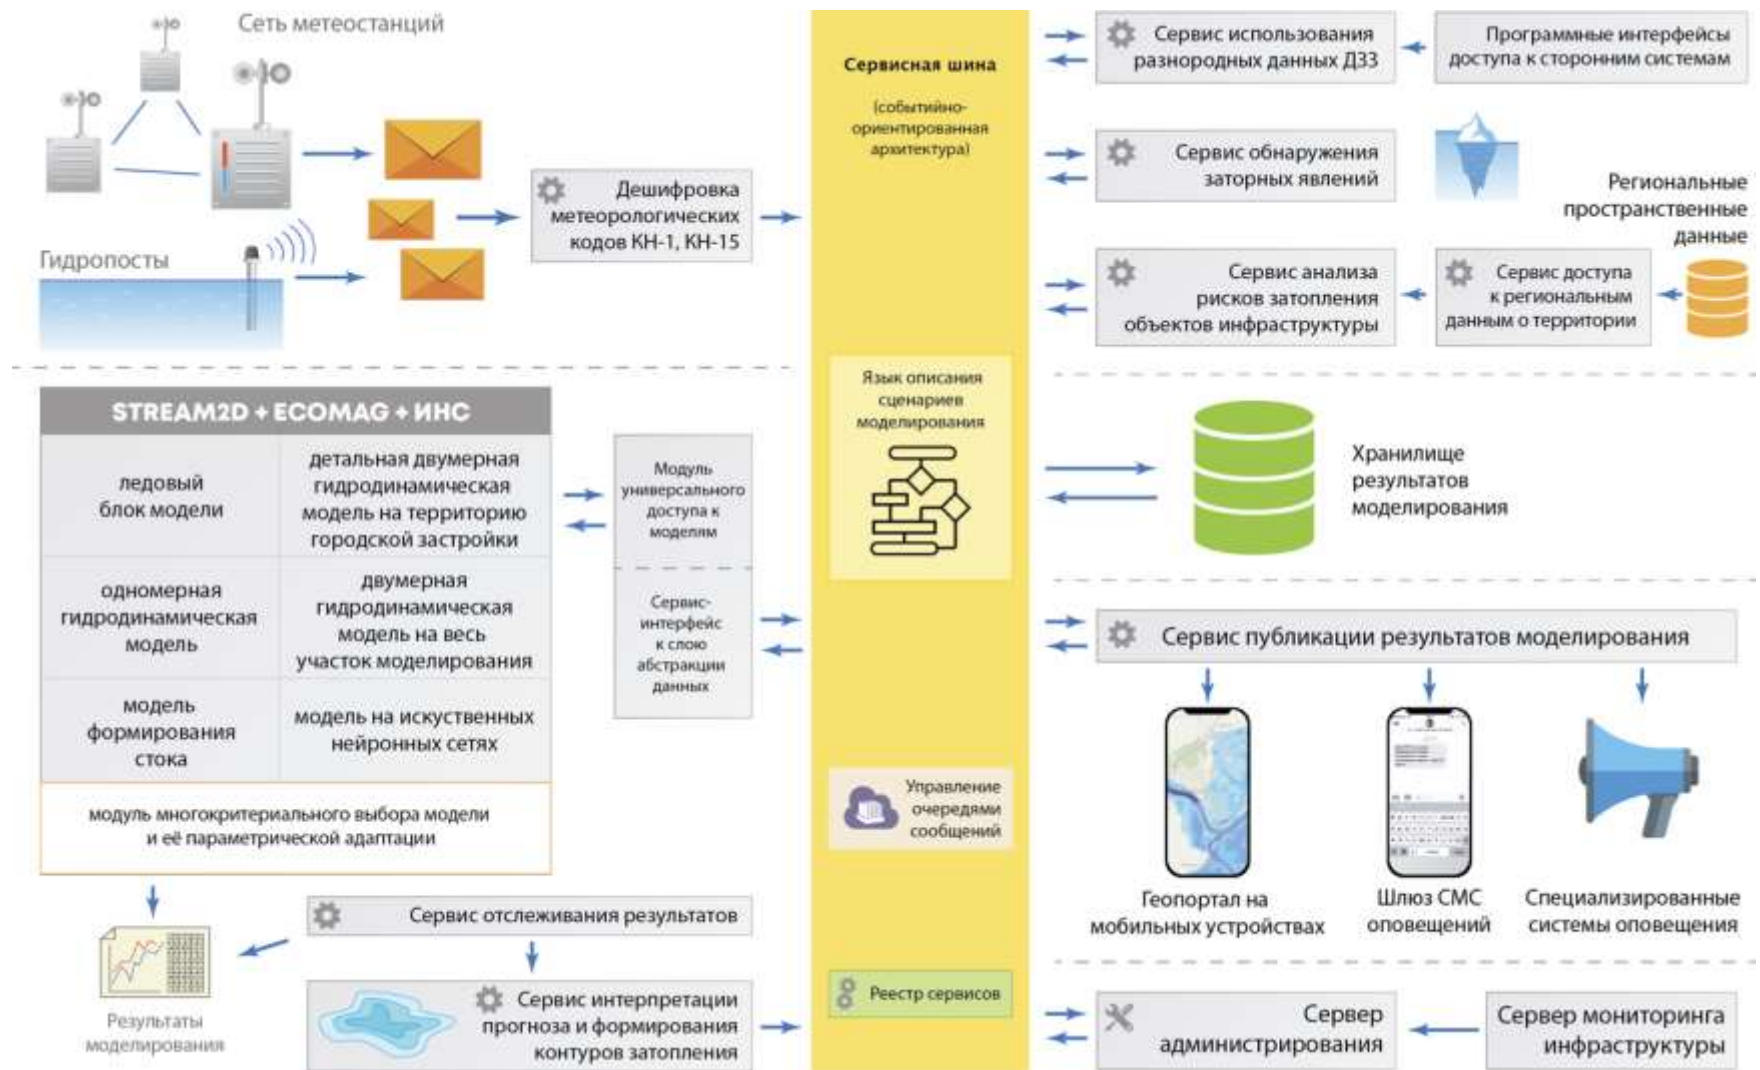 Сеть метеостанций
Гидропосты
Дешифровка
метеорологических
кодов КН-1, КН-15
Сервисная шина
(событийно-
ориентированная
архитектура)
Сервис использования
разнородных данных ДЗЗ
Программные интерфейсы
доступа к сторонним системам
Сервис обнаружения
заторных явлений
Региональные
пространственные
данные
Сервис анализа
рисков затопления
объектов инфраструктуры
Сервис доступа
к региональным
данным о территории
STREAM2D + ECOMAG + ИНС
ледовый
блок модели
детальная двумерная
гидродинамическая
модель на территорию
городской застройки
одномерная
гидродинамическая
модель
двумерная
гидродинамическая
модель на весь
участок моделирования
модель
формирования
стока
модель на искуственных
нейронных сетях
модуль многокритериального выбора модели
и её параметрической адаптации
Модуль
универсального
доступа к
моделям
Сервис-
интерфейс
к слою
абстракции
данных
Язык описания
сценариев
моделирования
Хранилище
результатов
моделирования
Сервис публикации результатов моделирования
Управление
очередями
сообщений
Геопортал на
мобильных устройствах
Шлюз СМС
оповещений
Специализированные
системы оповещения
Сервис отслеживания результатов
Результаты
моделирования
Сервис интерпретации
прогноза и формирования
контуров затопления
Реестр сервисов
Сервер
администрирования
Сервер мониторинга
инфраструктуры